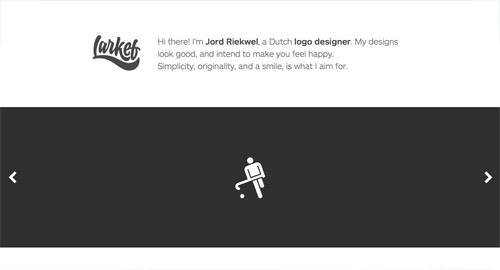 larkef
Hi there! I'm Jord Riekwel, a Dutch logo designer. My designs
look good, and intend to make you feel happy.
Simplicity, originality, and a smile, is what I aim for.